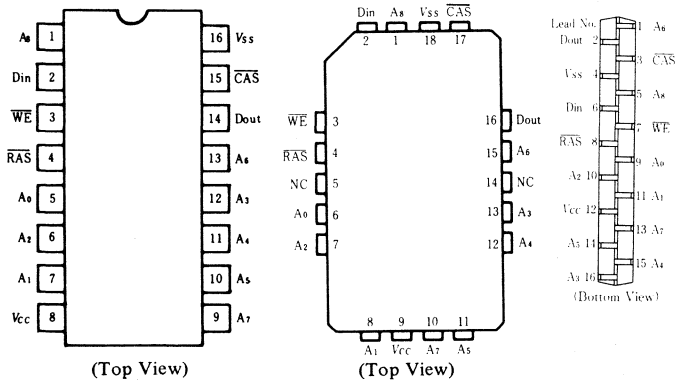 A8 1 16 VSS
Din 2 15 CAS
WE 3 14 Dout
RAS 4 13 A6
A0 5 12 A3
A2 6 11 A4
A1 7 10 A5
VCC 8 9 A7
(Top View)
Din A8 VSS CAS
2 1 18 17
WE 3 16 Dout
RAS 4 15 A6
NC 5 14 NC
A0 6 13 A3
A2 7 12 A4
8 9 10 11
A1 VCC A7 A5
(Top View)
Lead No. 1 A6
Dout 2
3 CAS
VSS 4
5 A8
Din 6
7 WE
RAS 8
9 A0
A2 10
11 A1
VCC 12
13 A7
A5 14
15 A4
A3 16
(Bottom View)